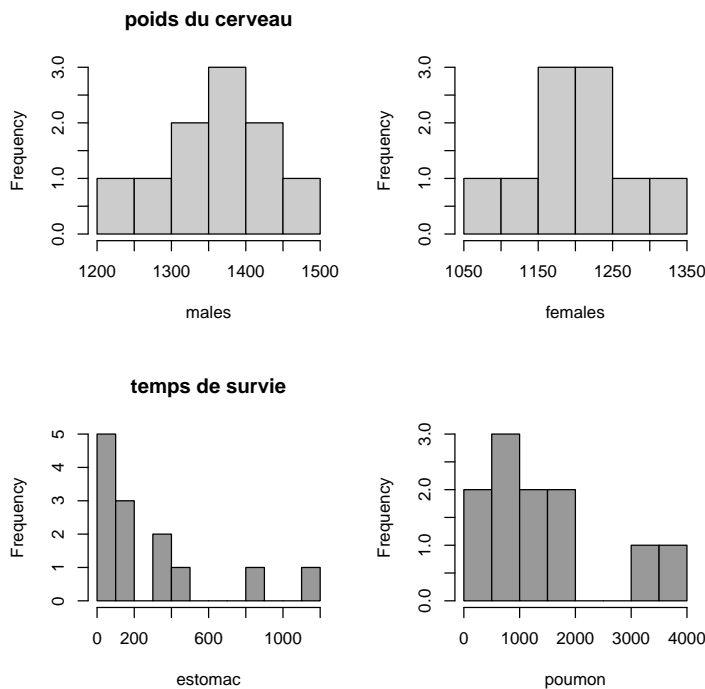 poids du cerveau
Frequency
0.0 1.0 2.0 3.0
1200 1300 1400 1500
males
Frequency
0.0 1.0 2.0 3.0
1050 1150 1250 1350
females
temps de survie
Frequency
0 1 2 3 4 5
0 200 600 1000
estomac
Frequency
0.0 1.0 2.0 3.0
0 1000 2000 3000 4000
poumon